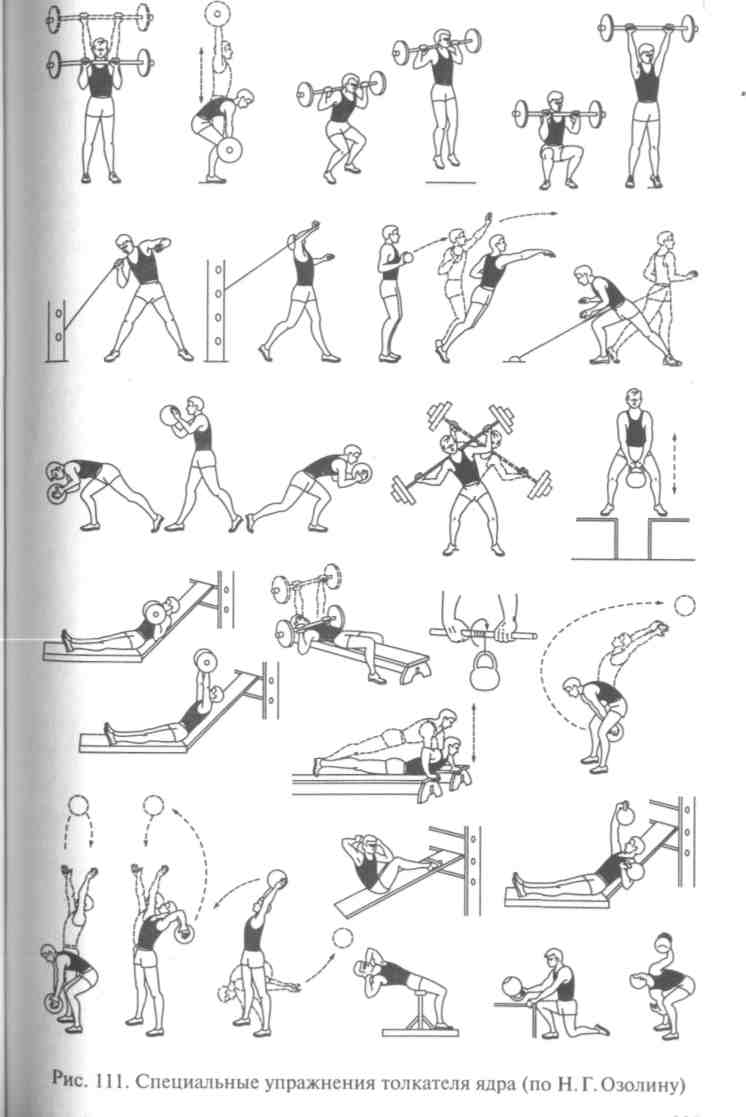 Рис. 111. Специальные упражнения толкателя ядра (по Н. Г. Озолину)